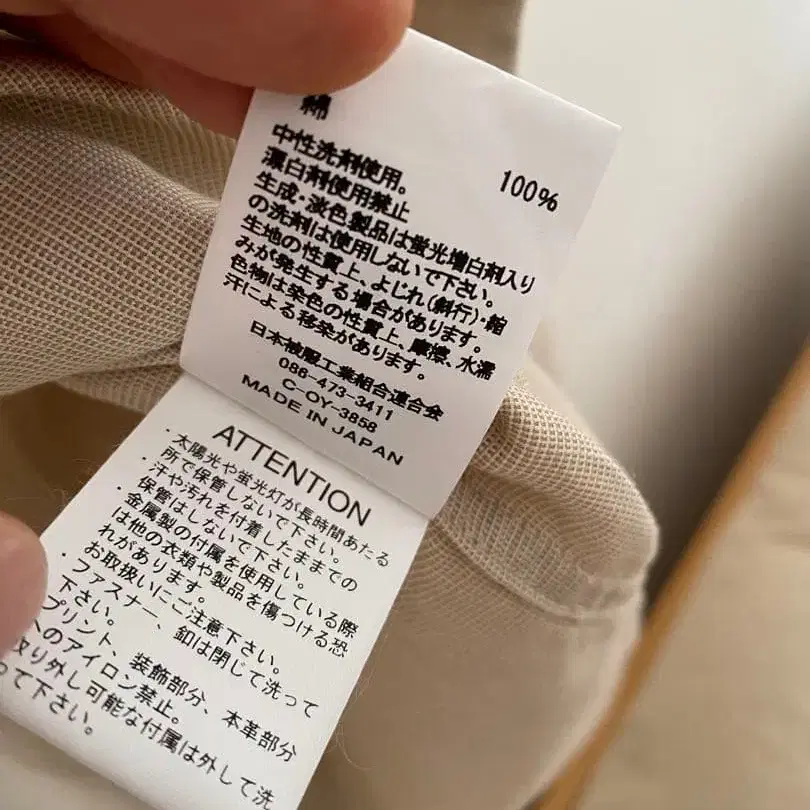 綿
100%
中性洗剤使用。
漂白剤使用禁止
生成・淡色製品は蛍光増白剤入り
の洗剤は使用しないで下さい。
生地の性質上、よじれ(斜行)・縮
みが発生する場合があります。
色物は染色の性質上、摩擦、水濡
汗による移発があります。
日本被服工業組合連合会
086-473-3411
C-OY-3858
MADE IN JAPAN
ATTENTION
・太陽光や蛍光灯が長時間あたる
所で保管しないで下さい。
・汗や汚れを付着したままでの
保管はしないで下さい。
・金属製の付属を使用している際
は他の衣類や製品を傷つける恐
れがあります。
お取扱いにご注意下さい。
・ファスナー、釦は閉じて洗って
下さい。
プリント、装飾部分、本革部分
へのアイロン禁止。
取り外し可能な付属は外して洗
って下さい。